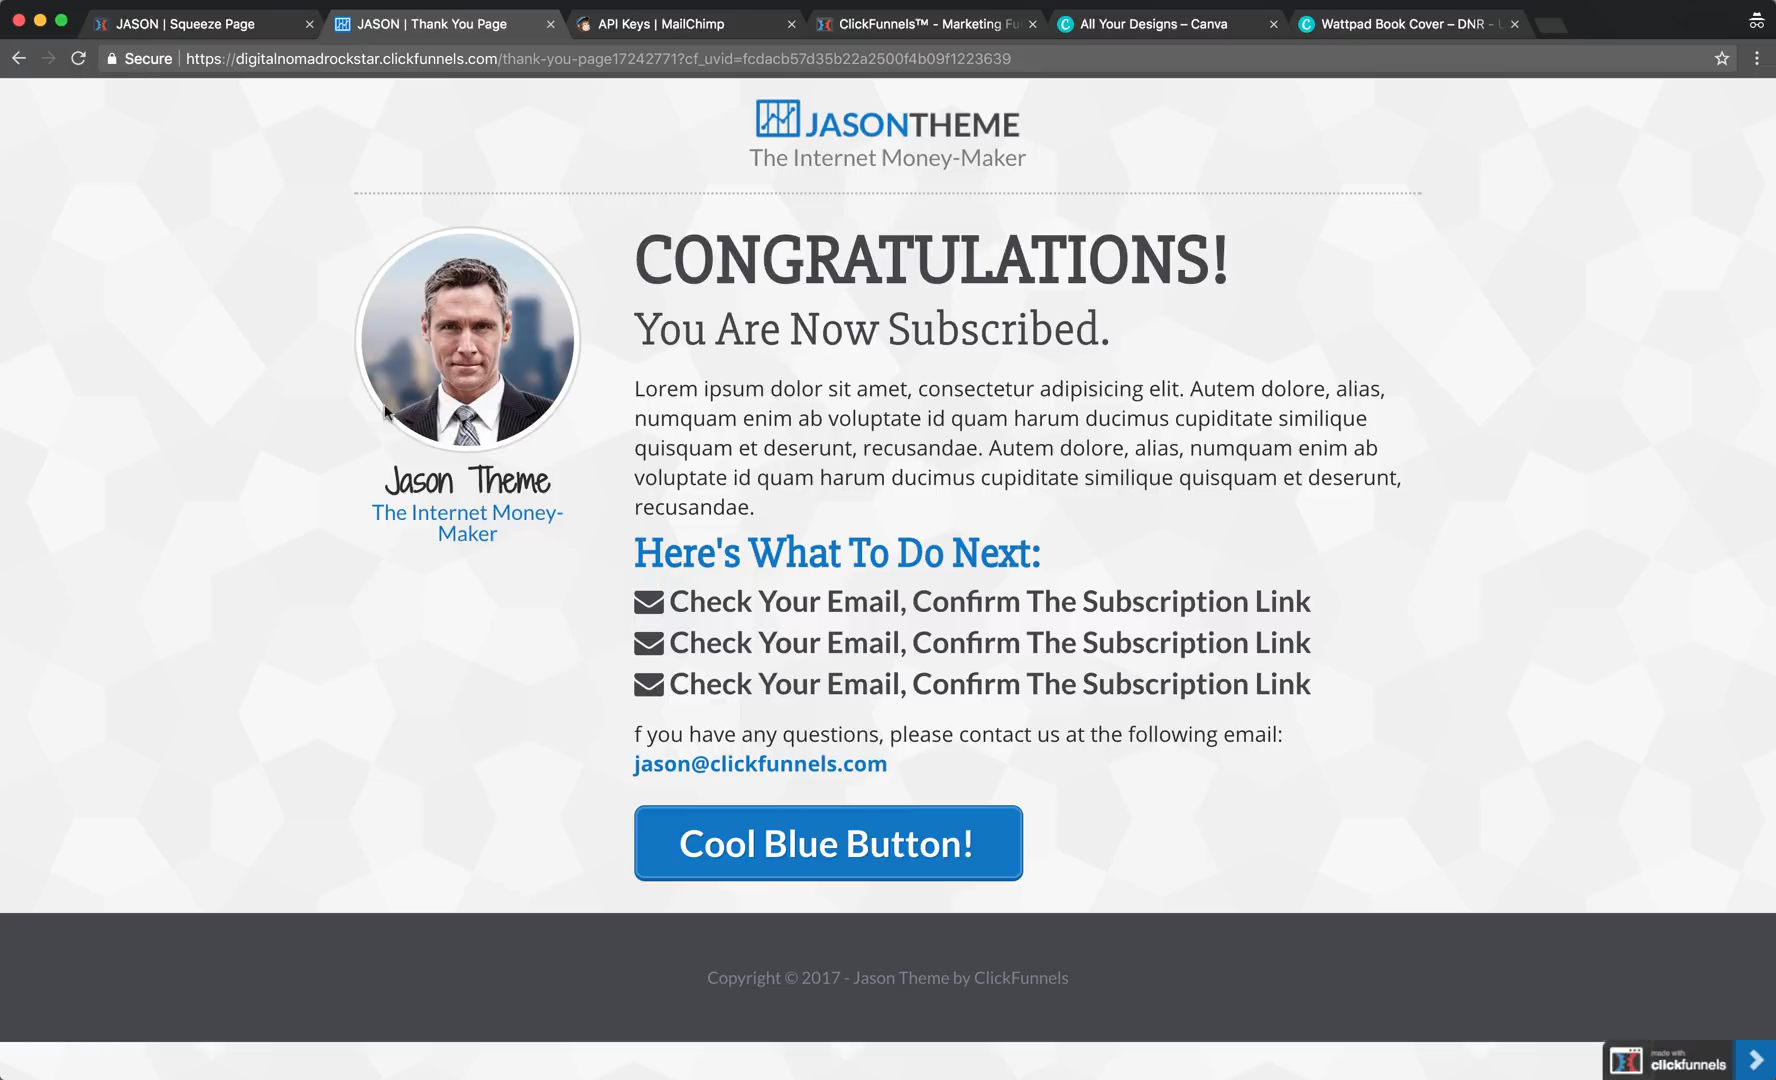 JASON | Squeeze Page
JASON | Thank You Page
API Keys | MailChimp
ClickFunnels™ - Marketing Fu
All Your Designs – Canva
Wattpad Book Cover – DNR -
Secure
https://digitalnomadrockstar.clickfunnels.com/thank-you-page17242771?cf_uvid=fcdacb57d35b22a2500f4b09f1223639
JASONTHEME
The Internet Money-Maker
CONGRATULATIONS!
You Are Now Subscribed.
Lorem ipsum dolor sit amet, consectetur adipisicing elit. Autem dolore, alias,
numquam enim ab voluptate id quam harum ducimus cupiditate similique
quisquam et deserunt, recusandae. Autem dolore, alias, numquam enim ab
voluptate id quam harum ducimus cupiditate similique quisquam et deserunt,
recusandae.
Jason Theme
The Internet Money-
Maker
Here's What To Do Next:
Check Your Email, Confirm The Subscription Link
Check Your Email, Confirm The Subscription Link
Check Your Email, Confirm The Subscription Link
f you have any questions, please contact us at the following email:
jason@clickfunnels.com
Cool Blue Button!
Copyright © 2017 - Jason Theme by ClickFunnels
made with
clickfunnels